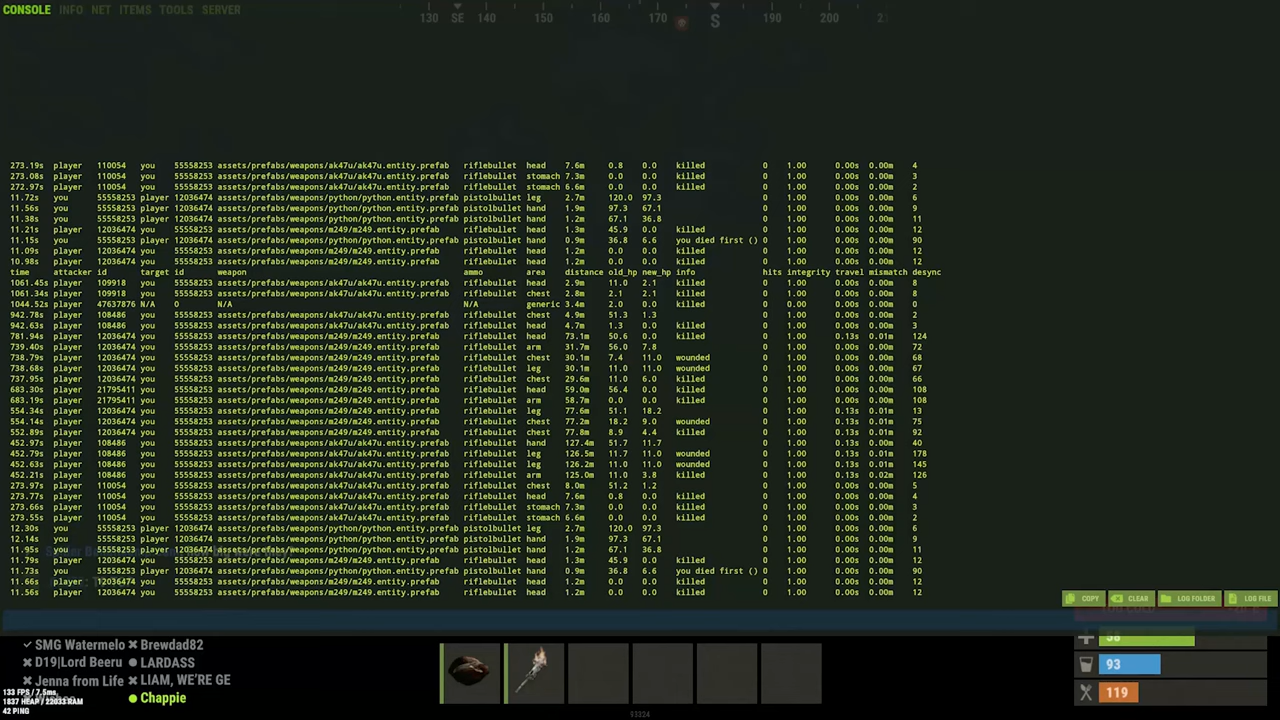 CONSOLE INFO NET ITEMS TOOLS SERVER
130 SE 140 150 160 170 S 190 200
273.19s player 110054 you 55558253 assets/prefabs/weapons/ak47u/ak47u.entity.prefab riflebullet head 7.6m 0.8 0.0 killed 0 1.00 0.00s 0.00m 4
273.08s player 110054 you 55558253 assets/prefabs/weapons/ak47u/ak47u.entity.prefab riflebullet stomach 7.3m 0.0 0.0 killed 0 1.00 0.00s 0.00m 3
272.97s player 110054 you 55558253 assets/prefabs/weapons/ak47u/ak47u.entity.prefab riflebullet stomach 6.6m 0.0 0.0 killed 0 1.00 0.00s 0.00m 2
11.72s you 55558253 player 12036474 assets/prefabs/weapons/python/python.entity.prefab pistolbullet leg 2.7m 120.0 97.3 0 1.00 0.00s 0.00m 6
11.56s you 55558253 player 12036474 assets/prefabs/weapons/python/python.entity.prefab pistolbullet hand 1.9m 97.3 67.1 0 1.00 0.00s 0.00m 9
11.38s you 55558253 player 12036474 assets/prefabs/weapons/python/python.entity.prefab pistolbullet hand 1.2m 67.1 36.8 0 1.00 0.00s 0.00m 11
11.21s player 12036474 you 55558253 assets/prefabs/weapons/m249/m249.entity.prefab riflebullet head 1.3m 45.9 0.0 killed 0 1.00 0.00s 0.00m 12
11.15s you 55558253 player 12036474 assets/prefabs/weapons/python/python.entity.prefab pistolbullet hand 0.9m 36.8 6.6 you died first () 0 1.00 0.00s 0.00m 90
11.09s player 12036474 you 55558253 assets/prefabs/weapons/m249/m249.entity.prefab riflebullet head 1.2m 0.0 0.0 killed 0 1.00 0.00s 0.00m 12
10.98s player 12036474 you 55558253 assets/prefabs/weapons/m249/m249.entity.prefab riflebullet head 1.2m 0.0 0.0 killed 0 1.00 0.00s 0.00m 12
time attacker id target id weapon ammo area distance old_hp new_hp info hits integrity travel mismatch desync
1061.45s player 109918 you 55558253 assets/prefabs/weapons/ak47u/ak47u.entity.prefab riflebullet head 2.9m 11.0 2.1 killed 0 1.00 0.00s 0.00m 8
1061.34s player 109918 you 55558253 assets/prefabs/weapons/ak47u/ak47u.entity.prefab riflebullet chest 2.8m 2.1 2.1 killed 0 1.00 0.00s 0.00m 8
1044.52s player 47637876 N/A 0 N/A N/A generic 3.4m 2.0 0.0 killed 0 1.00 0.00s 0.00m 0
942.78s player 108486 you 55558253 assets/prefabs/weapons/ak47u/ak47u.entity.prefab riflebullet chest 4.9m 51.3 1.3 0 1.00 0.00s 0.00m 2
942.63s player 108486 you 55558253 assets/prefabs/weapons/ak47u/ak47u.entity.prefab riflebullet head 4.7m 1.3 0.0 killed 0 1.00 0.00s 0.00m 3
781.94s player 12036474 you 55558253 assets/prefabs/weapons/m249/m249.entity.prefab riflebullet head 73.1m 50.6 0.0 killed 0 1.00 0.13s 0.01m 124
739.40s player 12036474 you 55558253 assets/prefabs/weapons/m249/m249.entity.prefab riflebullet arm 31.7m 56.0 7.8 0 1.00 0.00s 0.00m 72
738.79s player 12036474 you 55558253 assets/prefabs/weapons/m249/m249.entity.prefab riflebullet chest 30.1m 7.4 11.0 wounded 0 1.00 0.00s 0.00m 68
738.68s player 12036474 you 55558253 assets/prefabs/weapons/m249/m249.entity.prefab riflebullet leg 30.1m 11.0 11.0 wounded 0 1.00 0.00s 0.00m 67
737.95s player 12036474 you 55558253 assets/prefabs/weapons/m249/m249.entity.prefab riflebullet chest 29.6m 11.0 6.0 killed 0 1.00 0.00s 0.00m 66
683.30s player 21795411 you 55558253 assets/prefabs/weapons/m249/m249.entity.prefab riflebullet head 59.0m 56.4 0.0 killed 0 1.00 0.00s 0.00m 108
683.19s player 21795411 you 55558253 assets/prefabs/weapons/m249/m249.entity.prefab riflebullet arm 58.7m 0.0 0.0 killed 0 1.00 0.00s 0.00m 108
554.34s player 12036474 you 55558253 assets/prefabs/weapons/m249/m249.entity.prefab riflebullet leg 77.6m 51.1 18.2 0 1.00 0.13s 0.01m 13
554.14s player 12036474 you 55558253 assets/prefabs/weapons/m249/m249.entity.prefab riflebullet chest 77.2m 18.2 9.0 wounded 0 1.00 0.13s 0.01m 75
552.89s player 12036474 you 55558253 assets/prefabs/weapons/m249/m249.entity.prefab riflebullet chest 77.8m 8.9 4.4 killed 0 1.00 0.13s 0.01m 92
452.97s player 108486 you 55558253 assets/prefabs/weapons/m249/m249.entity.prefab riflebullet hand 127.4m 51.7 11.7 0 1.00 0.13s 0.00m 40
452.79s player 108486 you 55558253 assets/prefabs/weapons/m249/m249.entity.prefab riflebullet leg 126.5m 11.7 11.0 wounded 0 1.00 0.13s 0.01m 178
452.63s player 108486 you 55558253 assets/prefabs/weapons/m249/m249.entity.prefab riflebullet leg 126.2m 11.0 11.0 wounded 0 1.00 0.13s 0.01m 145
452.21s player 108486 you 55558253 assets/prefabs/weapons/m249/m249.entity.prefab riflebullet arm 125.0m 11.0 3.8 killed 0 1.00 0.13s 0.02m 126
273.97s player 110054 you 55558253 assets/prefabs/weapons/ak47u/ak47u.entity.prefab riflebullet chest 8.0m 51.2 1.2 0 1.00 0.00s 0.00m 5
273.77s player 110054 you 55558253 assets/prefabs/weapons/ak47u/ak47u.entity.prefab riflebullet head 7.6m 0.8 0.0 killed 0 1.00 0.00s 0.00m 4
273.66s player 110054 you 55558253 assets/prefabs/weapons/ak47u/ak47u.entity.prefab riflebullet stomach 7.3m 0.0 0.0 killed 0 1.00 0.00s 0.00m 3
273.55s player 110054 you 55558253 assets/prefabs/weapons/ak47u/ak47u.entity.prefab riflebullet stomach 6.6m 0.0 0.0 killed 0 1.00 0.00s 0.00m 2
12.30s you 55558253 player 12036474 assets/prefabs/weapons/python/python.entity.prefab pistolbullet leg 2.7m 120.0 97.3 0 1.00 0.00s 0.00m 6
12.14s you 55558253 player 12036474 assets/prefabs/weapons/python/python.entity.prefab pistolbullet hand 1.9m 97.3 67.1 0 1.00 0.00s 0.00m 9
11.95s you 55558253 player 12036474 assets/prefabs/weapons/python/python.entity.prefab pistolbullet hand 1.2m 67.1 36.8 0 1.00 0.00s 0.00m 11
11.79s player 12036474 you 55558253 assets/prefabs/weapons/m249/m249.entity.prefab riflebullet head 1.3m 45.9 0.0 killed 0 1.00 0.00s 0.00m 12
11.73s you 55558253 player 12036474 assets/prefabs/weapons/python/python.entity.prefab pistolbullet hand 0.9m 36.8 6.6 you died first () 0 1.00 0.00s 0.00m 90
11.66s player 12036474 you 55558253 assets/prefabs/weapons/m249/m249.entity.prefab riflebullet head 1.2m 0.0 0.0 killed 0 1.00 0.00s 0.00m 12
11.56s player 12036474 you 55558253 assets/prefabs/weapons/m249/m249.entity.prefab riflebullet head 1.2m 0.0 0.0 killed 0 1.00 0.00s 0.00m 12
COPY CLEAR LOG FOLDER LOG FILE
SMG Watermelo Brewdad82
D19|Lord Beeru LARDASS
Jenna from Life LIAM, WE'RE GE
Chappie
133 FPS / 7.5ms
1837 HEAP / 22033 RAM
42 PING
58
93
119